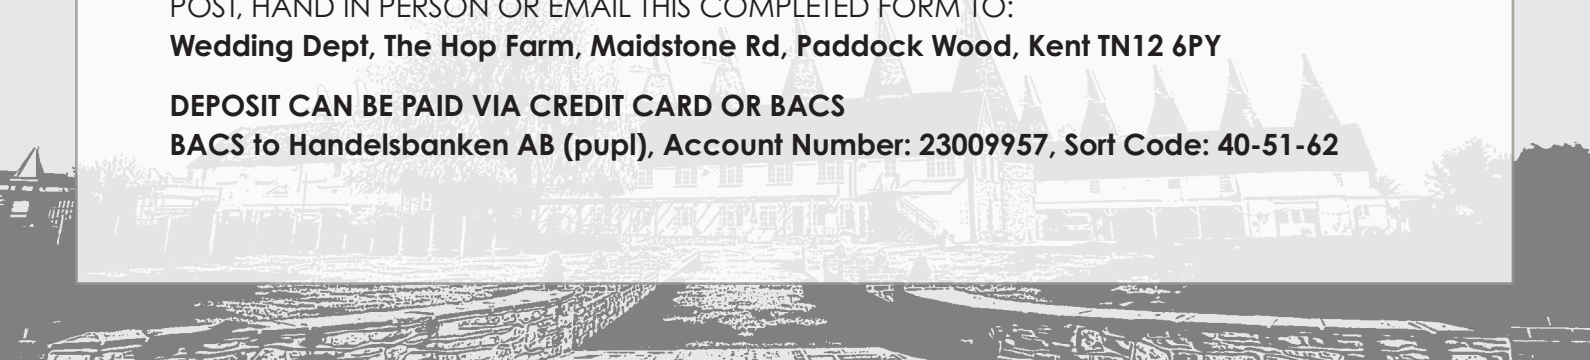 POST, HAND IN PERSON OR EMAIL THIS COMPLETED FORM TO:
Wedding Dept, The Hop Farm, Maidstone Rd, Paddock Wood, Kent TN12 6PY
DEPOSIT CAN BE PAID VIA CREDIT CARD OR BACS
BACS to Handelsbanken AB (pupl), Account Number: 23009957, Sort Code: 40-51-62